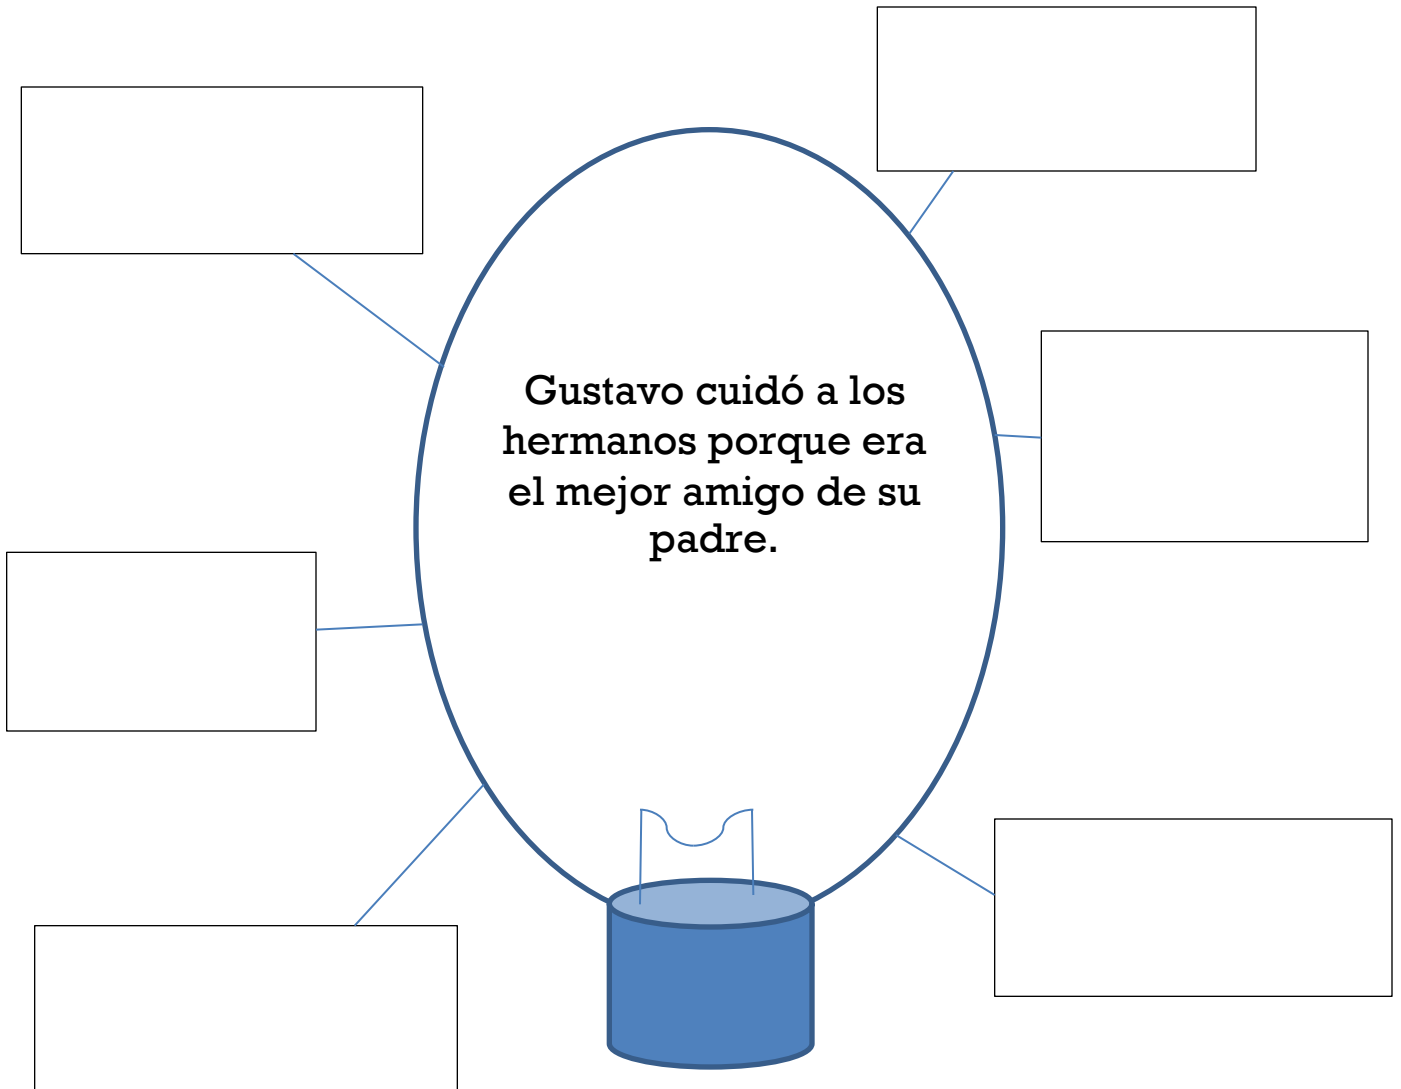 Gustavo cuidó a los
hermanos porque era
el mejor amigo de su
padre.